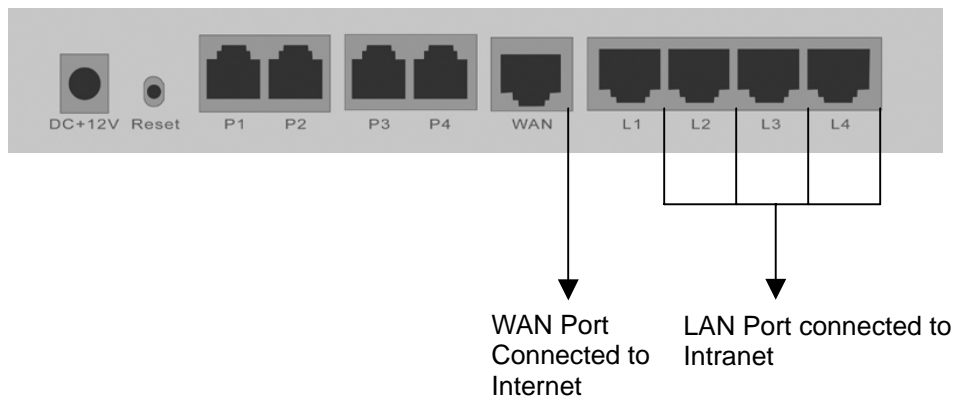 DC+12V Reset P1 P2 P3 P4 WAN L1 L2 L3 L4
WAN Port
Connected to
Internet
LAN Port connected to
Intranet